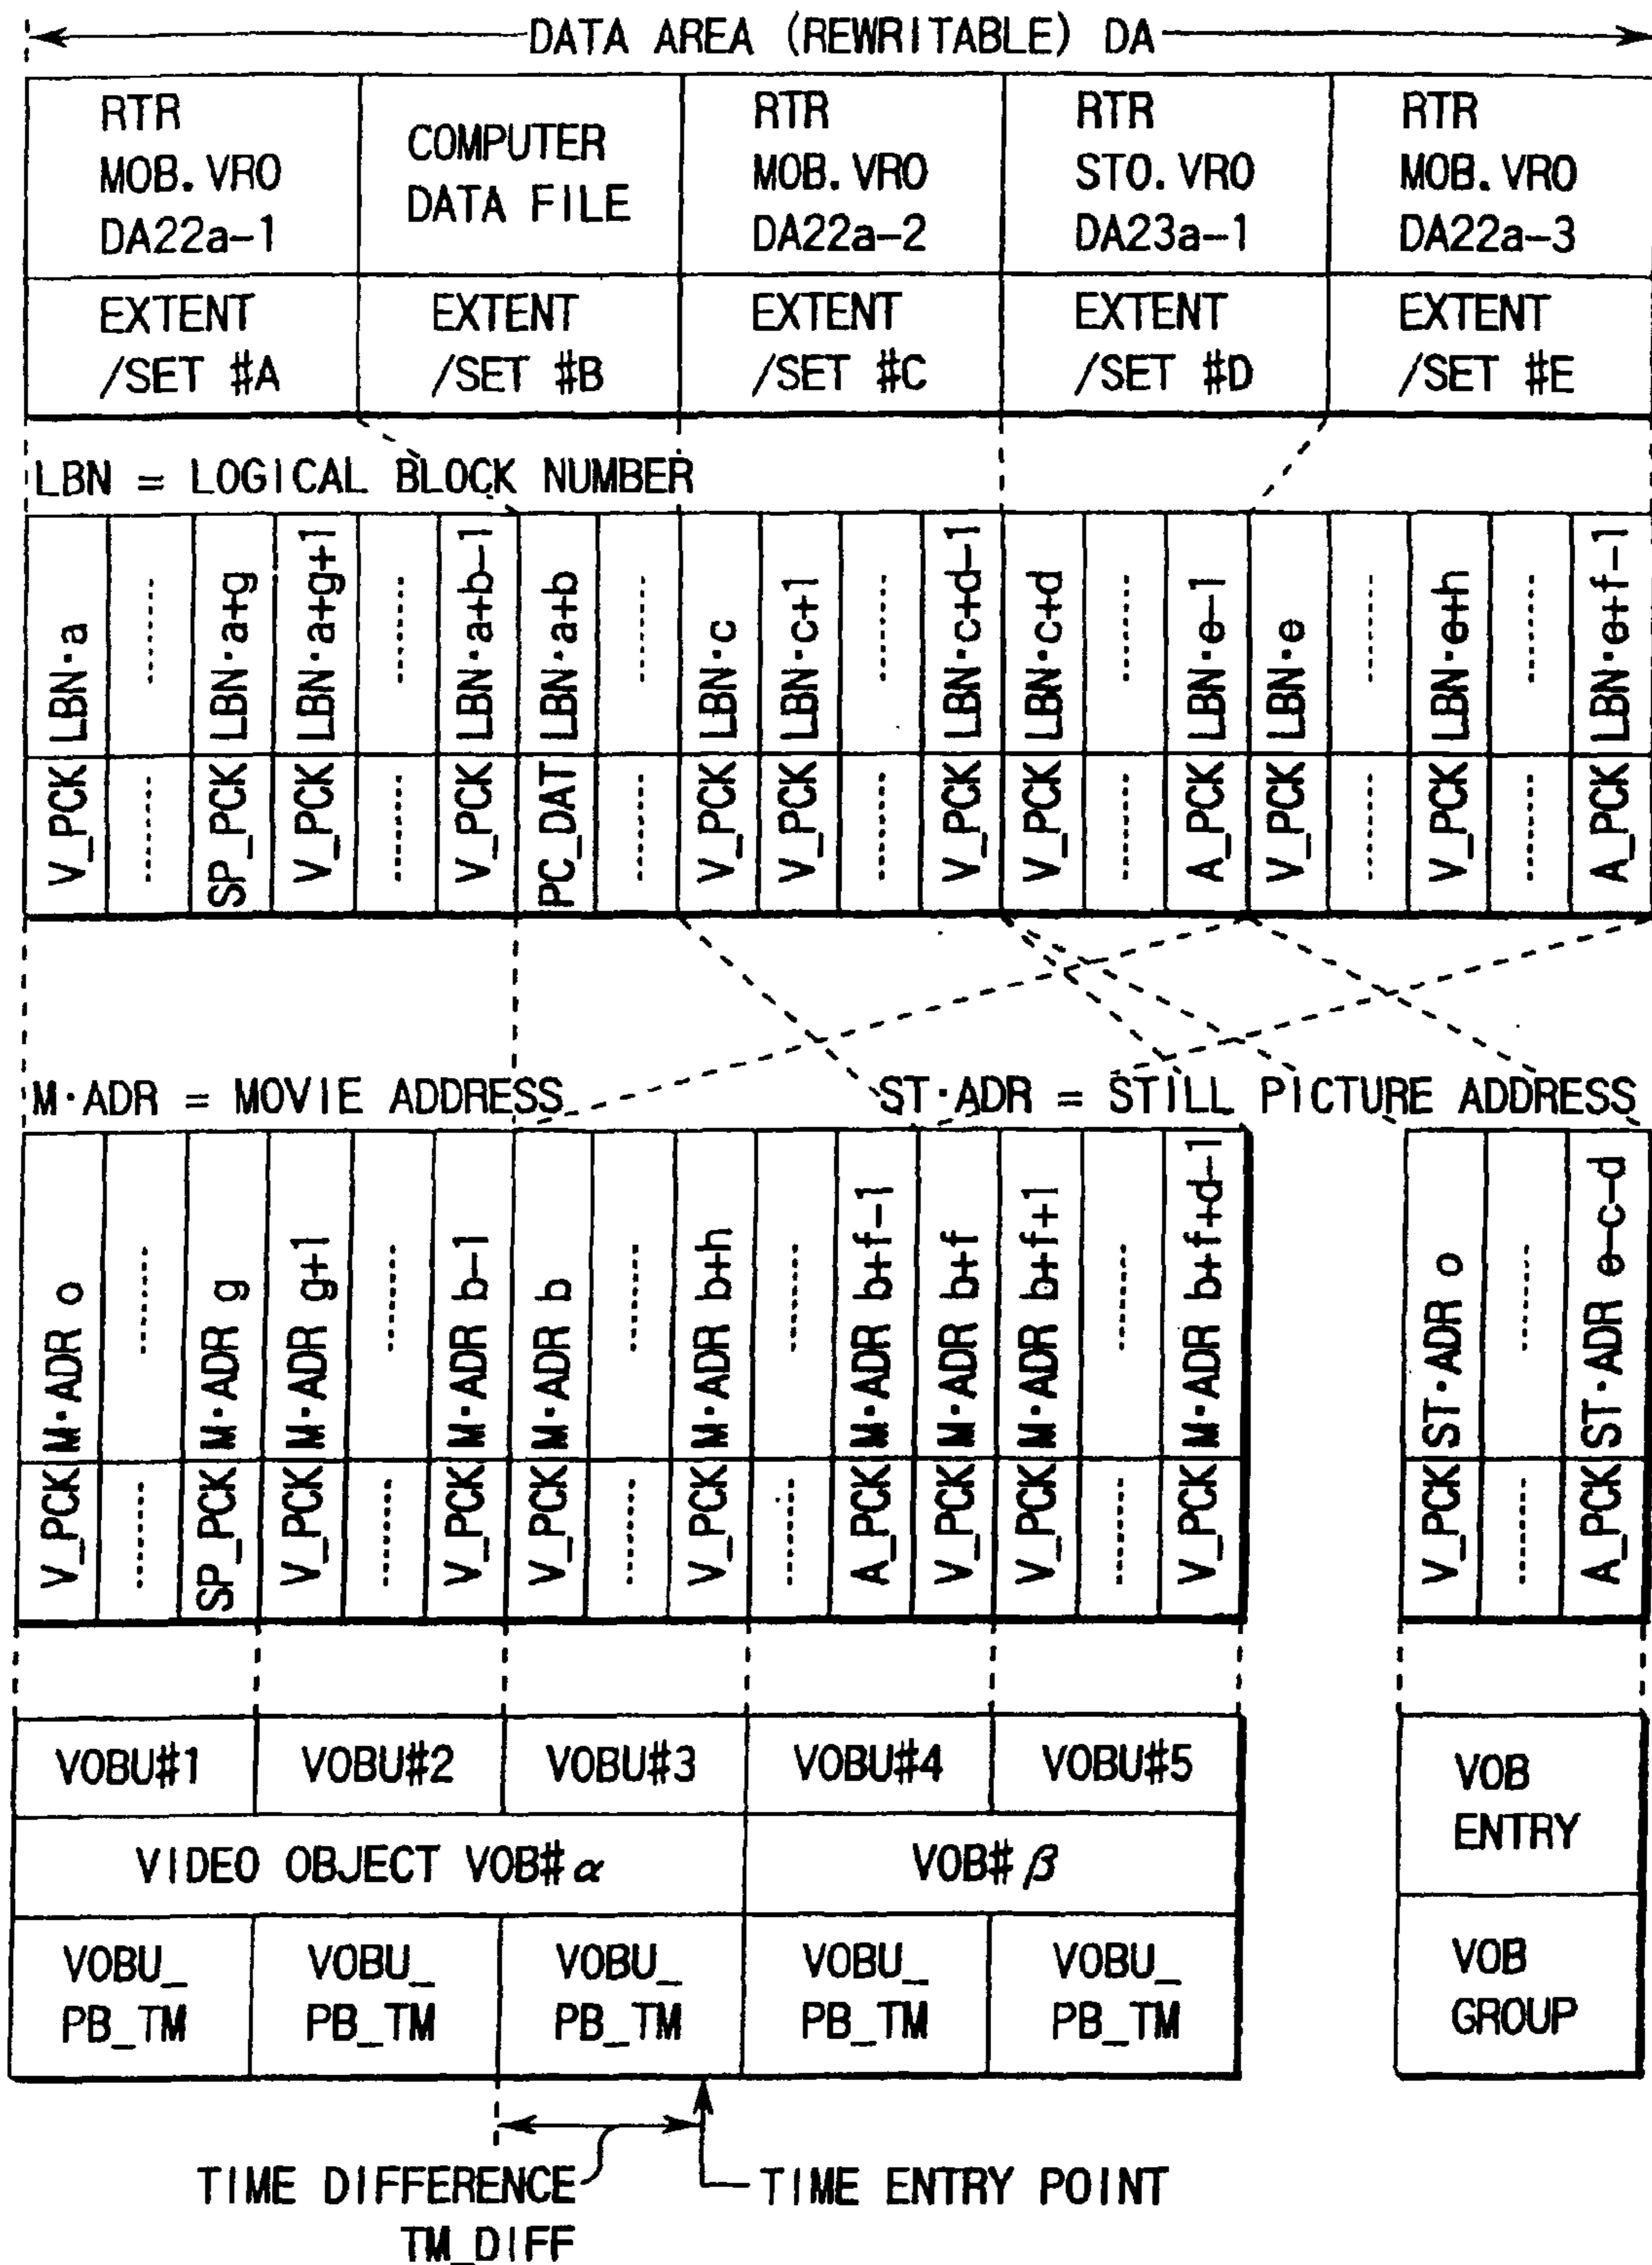 DATA AREA (REWRITABLE) DA
RTR
MOB.VRO
DA22a-1
COMPUTER
DATA FILE
RTR
MOB.VRO
DA22a-2
RTR
STO.VRO
DA23a-1
RTR
MOB.VRO
DA22a-3
EXTENT
/SET #A
EXTENT
/SET #B
EXTENT
/SET #C
EXTENT
/SET #D
EXTENT
/SET #E
LBN = LOGICAL BLOCK NUMBER
V_PCK LBN·a
SP_PCK LBN·a+g
V_PCK LBN·a+g+1
V_PCK LBN·a+b-1
PC_DAT LBN·a+b
V_PCK LBN·c
V_PCK LBN·c+1
V_PCK LBN·c+d-1
V_PCK LBN·c+d
A_PCK LBN·e-1
V_PCK LBN·e
V_PCK LBN·e+h
A_PCK LBN·e+f-1
M·ADR = MOVIE ADDRESS
ST·ADR = STILL PICTURE ADDRESS
V_PCK M·ADR o
SP_PCK M·ADR g
V_PCK M·ADR g+1
V_PCK M·ADR b-1
V_PCK M·ADR b
V_PCK M·ADR b+h
A_PCK M·ADR b+f-1
V_PCK M·ADR b+f
V_PCK M·ADR b+f+1
V_PCK M·ADR b+f+d-1
V_PCK ST·ADR o
A_PCK ST·ADR e-c-d
VOBU#1
VOBU#2
VOBU#3
VOBU#4
VOBU#5
VOB
ENTRY
VIDEO OBJECT VOB#α
VOB#β
VOBU_
PB_TM
VOBU_
PB_TM
VOBU_
PB_TM
VOBU_
PB_TM
VOBU_
PB_TM
VOB
GROUP
TIME DIFFERENCE
TM_DIFF
TIME ENTRY POINT